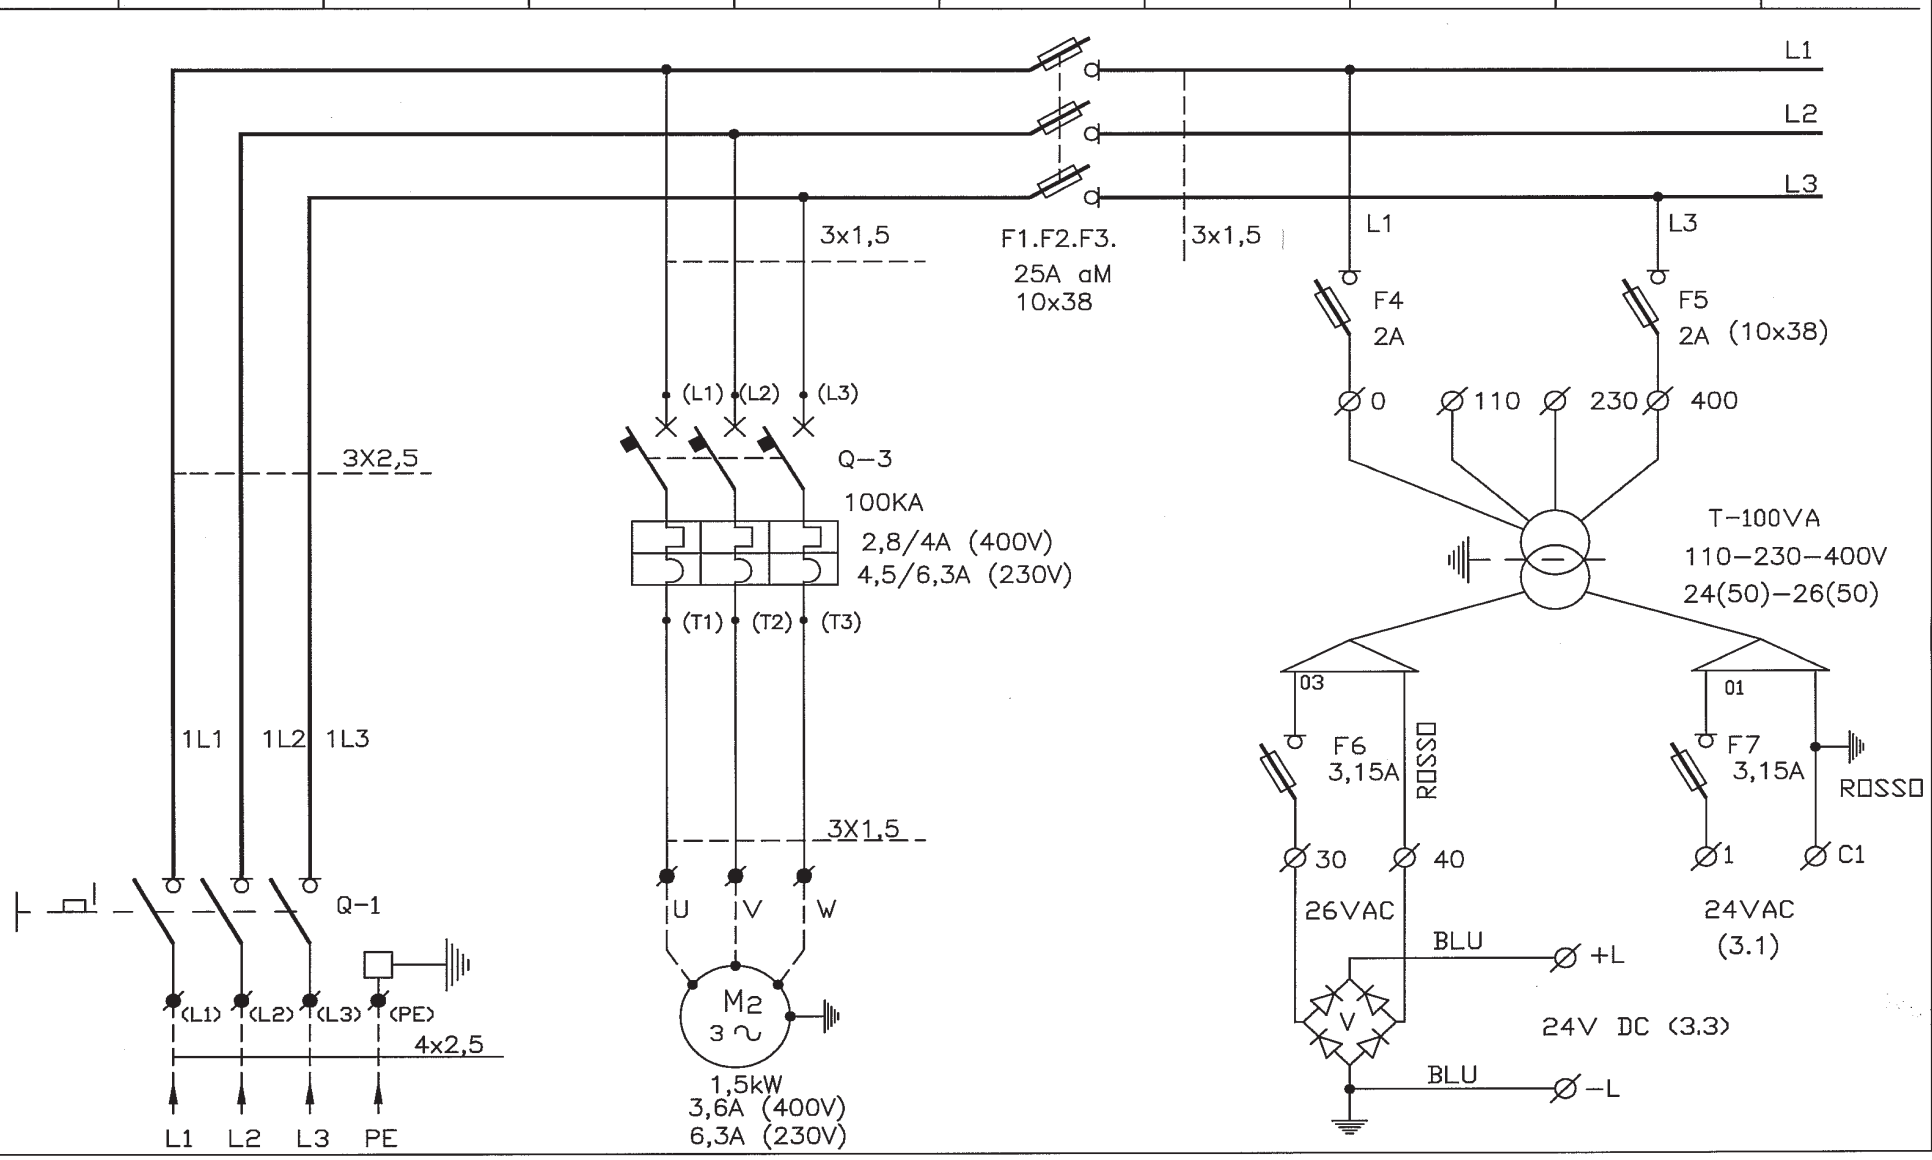 L1
L2
L3
3x1,5
F1.F2.F3.
25A aM
10x38
3x1,5
L1
L3
F4
2A
F5
2A (10x38)
(L1) (L2) (L3)
0 110 230 400
3X2,5
Q-3
100KA
2,8/4A (400V)
4,5/6,3A (230V)
T-100VA
110-230-400V
24(50)-26(50)
(T1) (T2) (T3)
03
01
1L1 1L2 1L3
F6
3,15A
ROSSO
F7
3,15A
ROSSO
3X1,5
30 40
1 C1
Q-1
U V W
26VAC
24VAC
(3.1)
BLU
+L
M2
3
V
24V DC (3.3)
(L1) (L2) (L3) (PE)
4x2,5
BLU
-L
1,5kW
3,6A (400V)
6,3A (230V)
L1 L2 L3 PE